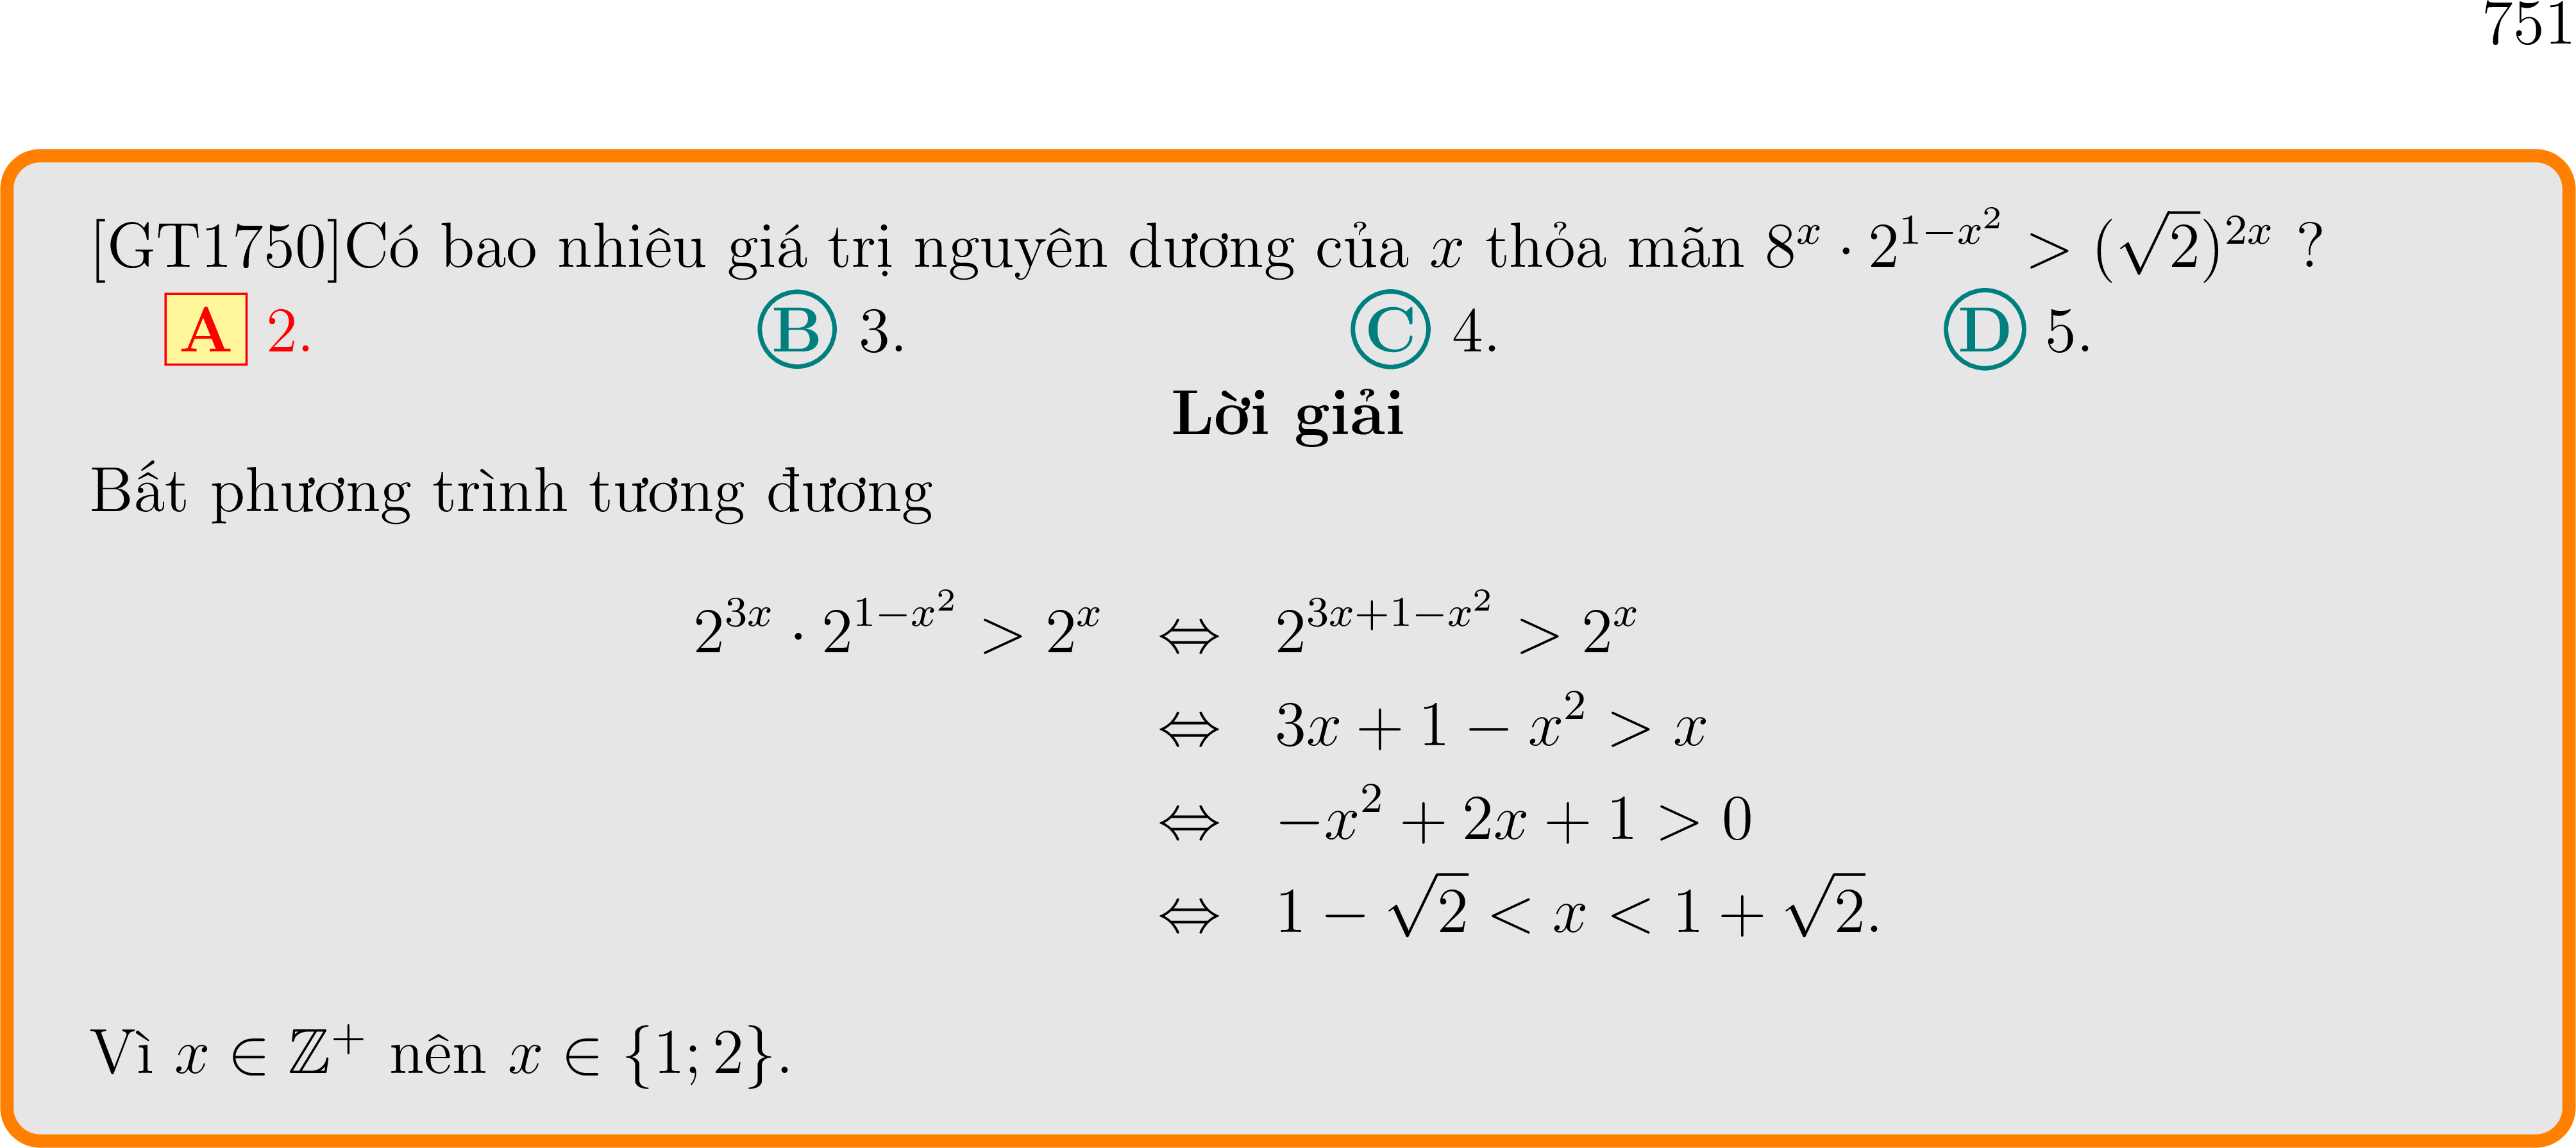 751
[GT1750]Có bao nhiêu giá trị nguyên dương của $x$ thỏa mãn $8^x \cdot 2^{1-x^2} > (\sqrt{2})^{2x}$ ?
A 2. B 3. C 4. D 5.
Lời giải
Bất phương trình tương đương
$2^{3x} \cdot 2^{1-x^2} > 2^x \Leftrightarrow 2^{3x+1-x^2} > 2^x$
$\Leftrightarrow 3x + 1 - x^2 > x$
$\Leftrightarrow -x^2 + 2x + 1 > 0$
$\Leftrightarrow 1 - \sqrt{2} < x < 1 + \sqrt{2}.$
Vì $x \in \mathbb{Z}^+$ nên $x \in \{1; 2\}.$